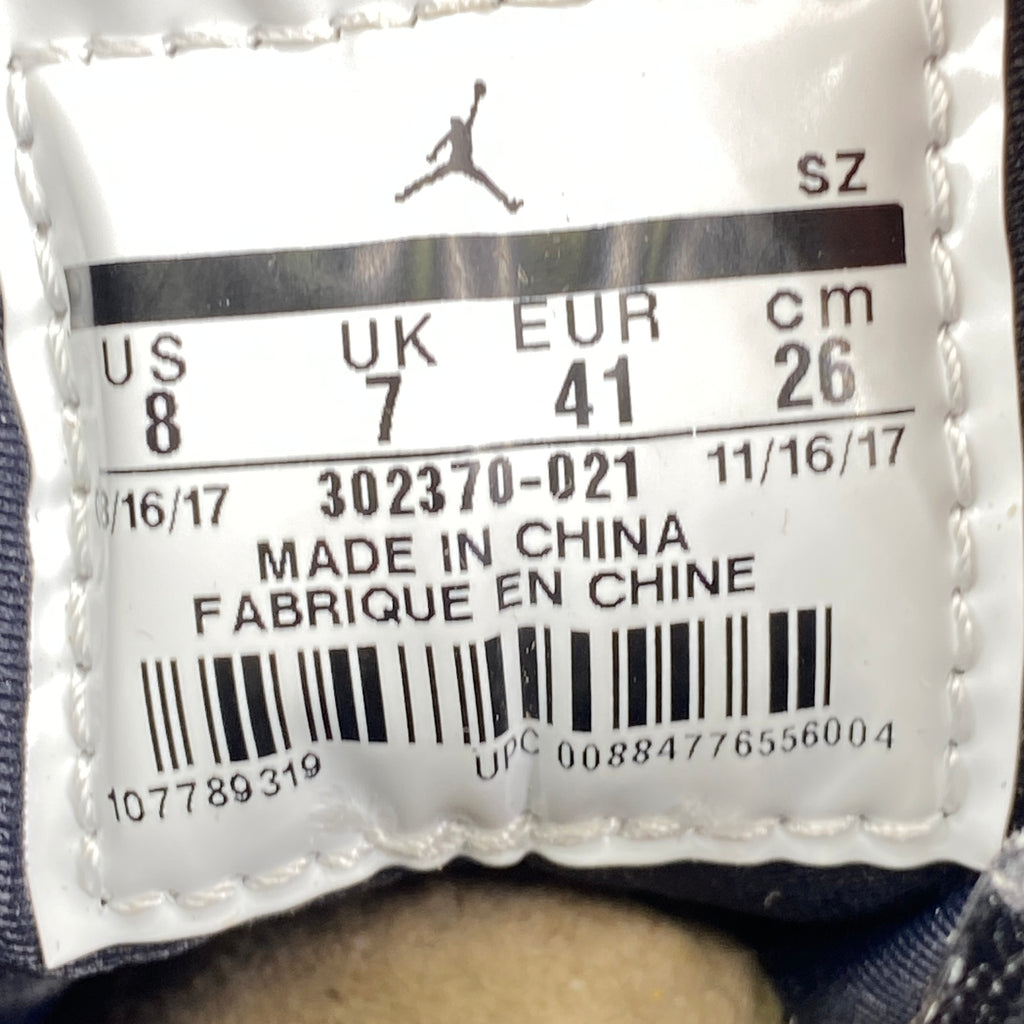 SZ
US UK EUR cm
8 7 41 26
/16/17 302370-021 11/16/17
MADE IN CHINA
FABRIQUE EN CHINE
107789319 UPC 00884776556004